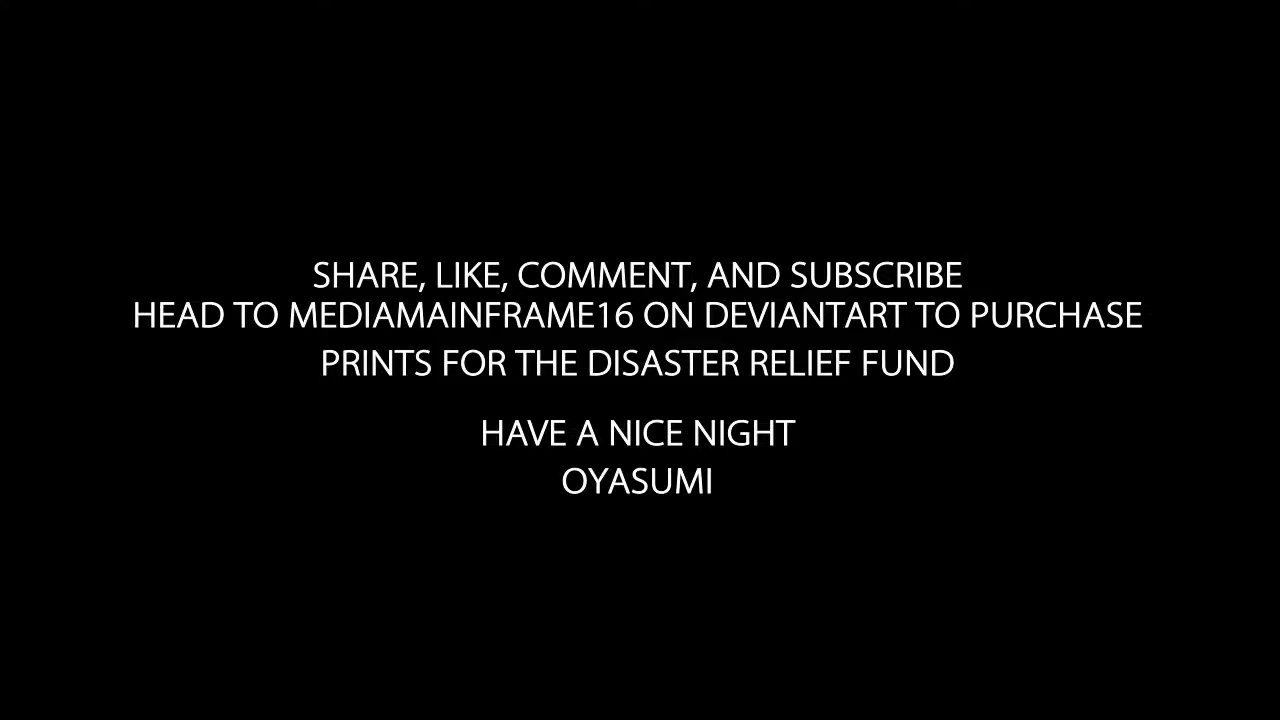 SHARE, LIKE, COMMENT, AND SUBSCRIBE
HEAD TO MEDIAMAINFRAME16 ON DEVIANTART TO PURCHASE
PRINTS FOR THE DISASTER RELIEF FUND
HAVE A NICE NIGHT
OYASUMI